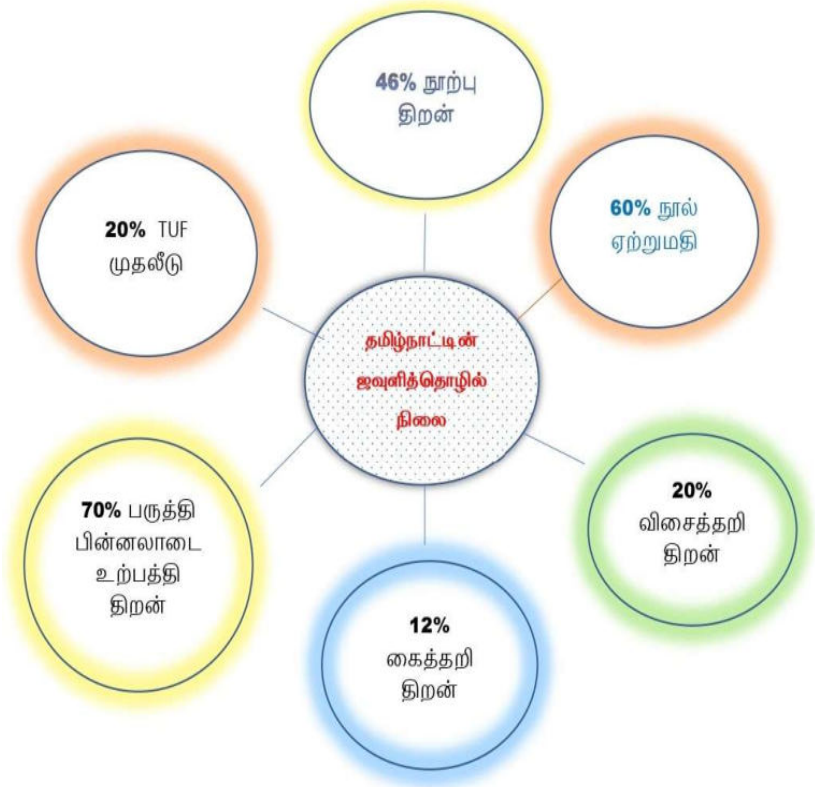 46% நூற்பு
திறன்
60% நூல்
ஏற்றுமதி
20% TUF
முதலீடு
தமிழ்நாட்டின்
ஜவுளித்தொழில்
நிலை
20%
விசைத்தறி
திறன்
70% பருத்தி
பின்னலாடை
உற்பத்தி
திறன்
12%
கைத்தறி
திறன்